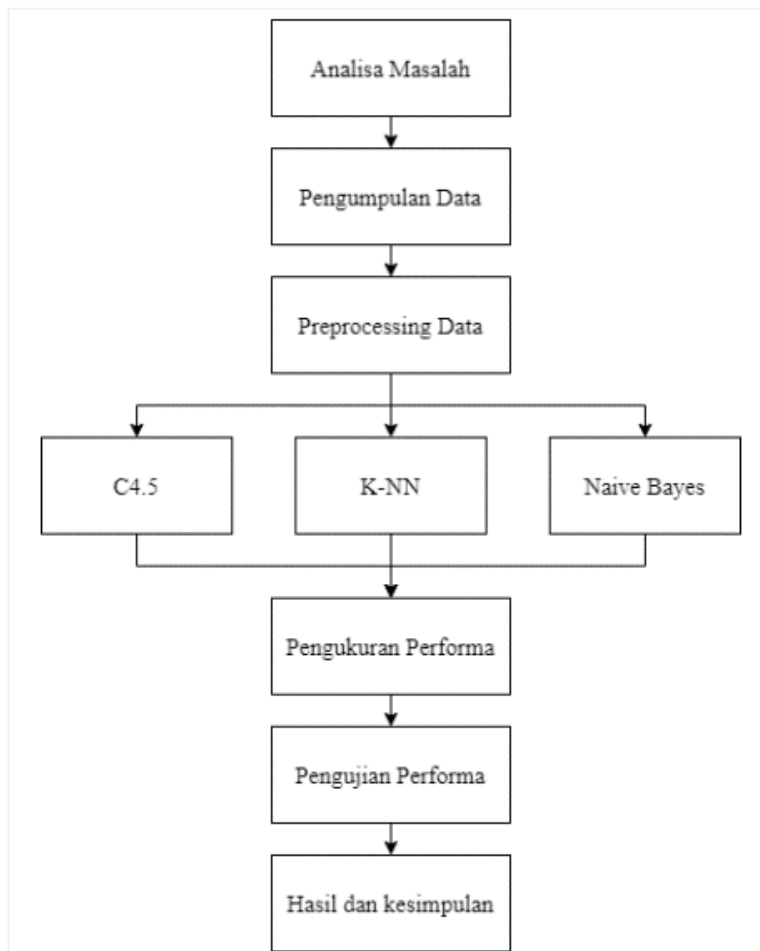 Analisa Masalah
Pengumpulan Data
Preprocessing Data
C4.5
K-NN
Naive Bayes
Pengukuran Performa
Pengujian Performa
Hasil dan kesimpulan